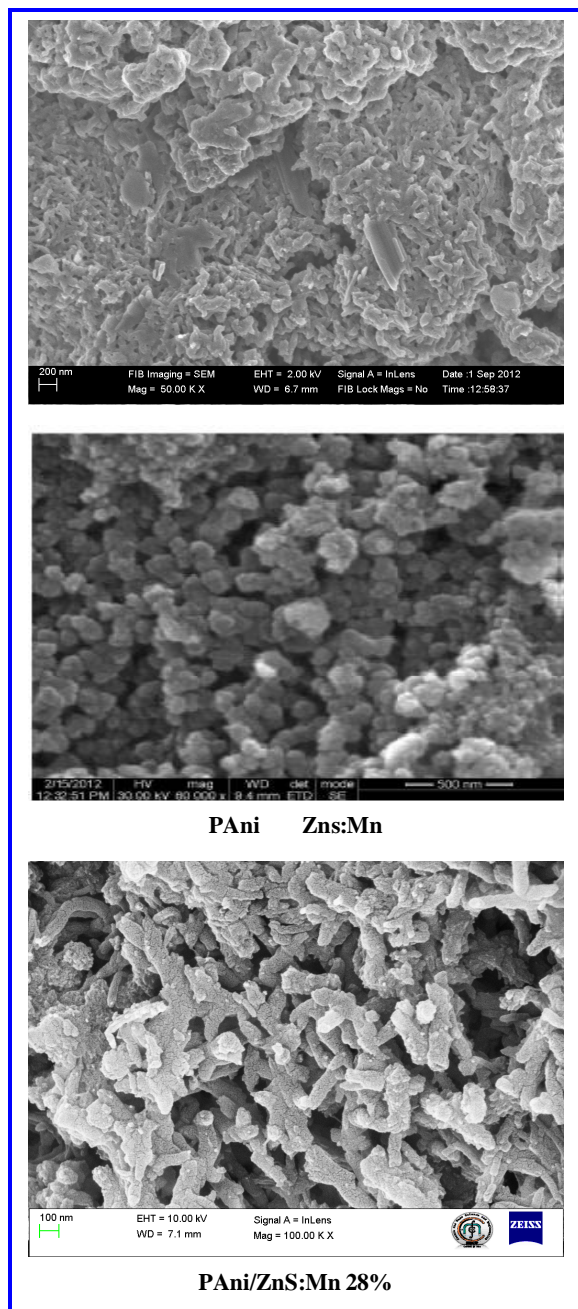 200 nm FIB Imaging = SEM EHT = 2.00 kV Signal A = InLens Date :1 Sep 2012
Mag = 50.00 K X WD = 6.7 mm FIB Lock Mags = No Time :12:58:37
2/15/2012 HV mag WD det mode 500 nm
12:32:51 PM 30.00 kV 60 000 x 9.4 mm ETD SE
PAni Zns:Mn
100 nm EHT = 10.00 kV Signal A = InLens
WD = 7.1 mm Mag = 100.00 K X
ZEISS
PAni/ZnS:Mn 28%